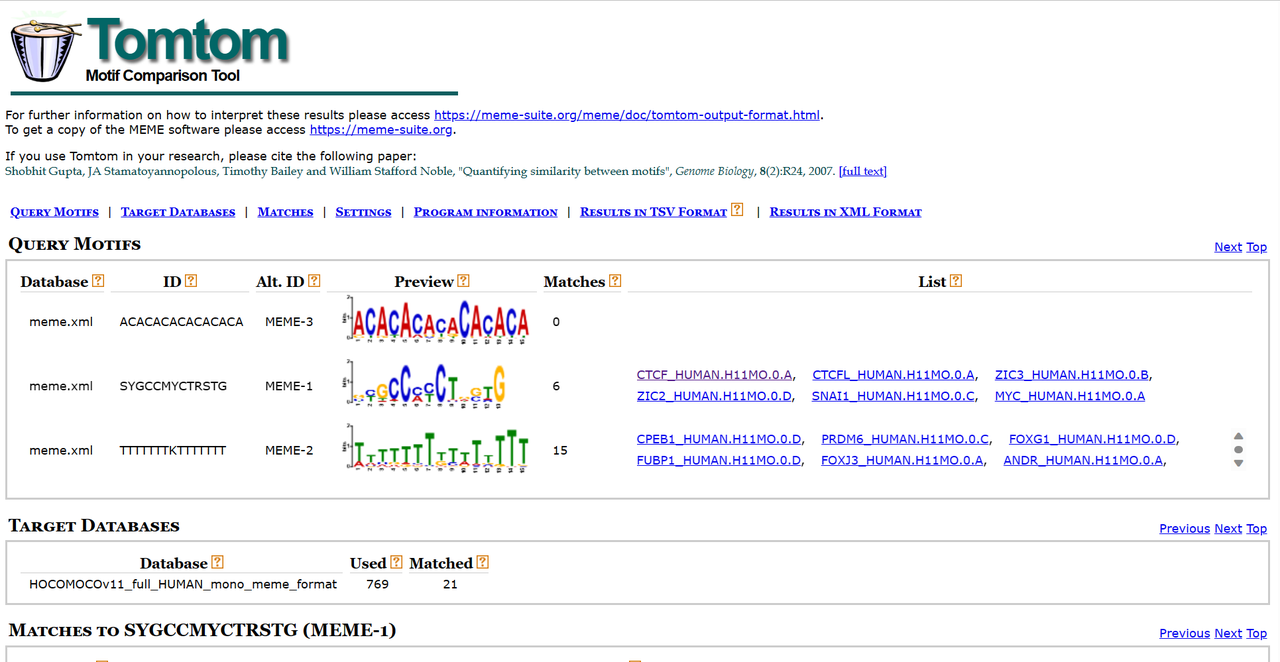 Tomtom
Motif Comparison Tool
For further information on how to interpret these results please access https://meme-suite.org/meme/doc/tomtom-output-format.html.
To get a copy of the MEME software please access https://meme-suite.org.
If you use Tomtom in your research, please cite the following paper:
Shobhit Gupta, JA Stamatoyannopolous, Timothy Bailey and William Stafford Noble, "Quantifying similarity between motifs", Genome Biology, 8(2):R24, 2007. [full text]
Query Motifs | Target Databases | Matches | Settings | Program information | Results in TSV Format ? | Results in XML Format
Query Motifs Next Top
Database ? ID ? Alt. ID ? Preview ? Matches ? List ?
meme.xml ACACACACACACACA MEME-3 ACACACACACACACA 0
meme.xml SYGCCMYCTRSTG MEME-1 6 CTCF_HUMAN.H11MO.0.A, CTCFL_HUMAN.H11MO.0.A, ZIC3_HUMAN.H11MO.0.B,
ZIC2_HUMAN.H11MO.0.D, SNAI1_HUMAN.H11MO.0.C, MYC_HUMAN.H11MO.0.A
meme.xml TTTTTTTKTTTTTTT MEME-2 TTTTTTTTTTTTTTT 15 CPEB1_HUMAN.H11MO.0.D, PRDM6_HUMAN.H11MO.0.C, FOXG1_HUMAN.H11MO.0.D,
FUBP1_HUMAN.H11MO.0.D, FOXJ3_HUMAN.H11MO.0.A, ANDR_HUMAN.H11MO.0.A,
Target Databases Previous Next Top
Database ? Used ? Matched ?
HOCOMOCOv11_full_HUMAN_mono_meme_format 769 21
Matches to SYGCCMYCTRSTG (MEME-1) Previous Next Top